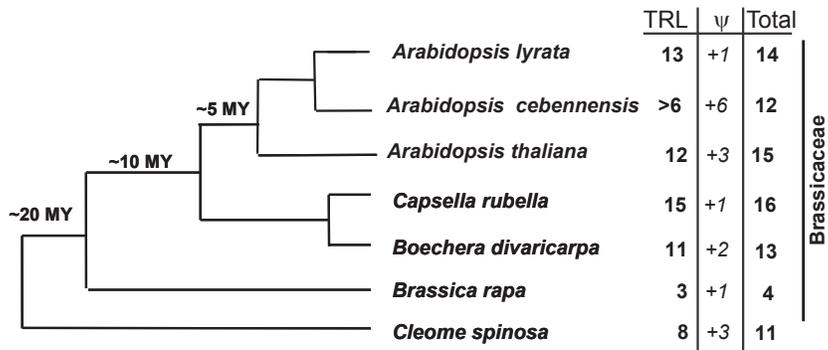 TRL ψ Total
Arabidopsis lyrata 13 +1 14
~5 MY Arabidopsis cebennensis >6 +6 12
Arabidopsis thaliana 12 +3 15
~10 MY
Capsella rubella 15 +1 16
~20 MY
Boechera divaricarpa 11 +2 13
Brassica rapa 3 +1 4
Cleome spinosa 8 +3 11
Brassicaceae